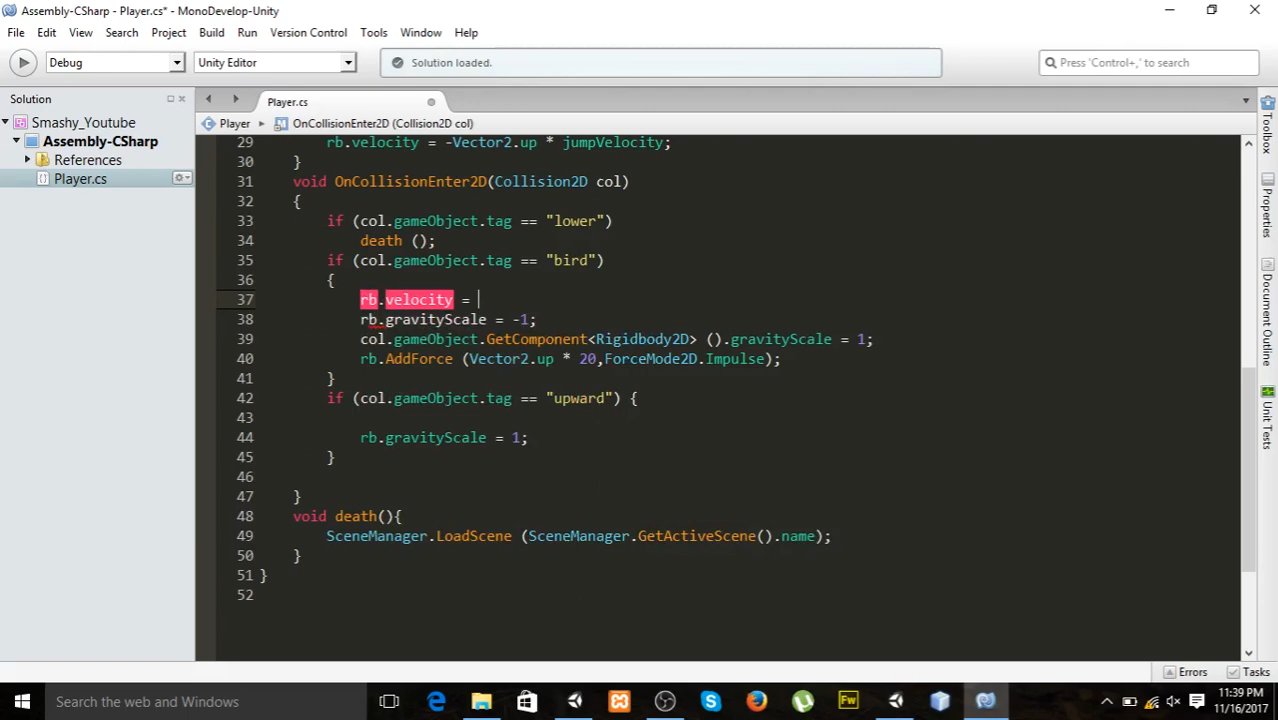 Assembly-CSharp - Player.cs* - MonoDevelop-Unity
File Edit View Search Project Build Run Version Control Tools Window Help
Debug Unity Editor Solution loaded. Press 'Control+,' to search
Solution Player.cs
Player OnCollisionEnter2D (Collision2D col)
Smashy_Youtube
Assembly-CSharp
References
Player.cs
29 rb.velocity = -Vector2.up * jumpVelocity;
30 }
31 void OnCollisionEnter2D(Collision2D col)
32 {
33 if (col.gameObject.tag == "lower")
34 death ();
35 if (col.gameObject.tag == "bird")
36 {
37 rb.velocity =
38 rb.gravityScale = -1;
39 col.gameObject.GetComponent<Rigidbody2D> ().gravityScale = 1;
40 rb.AddForce (Vector2.up * 20,ForceMode2D.Impulse);
41 }
42 if (col.gameObject.tag == "upward") {
43
44 rb.gravityScale = 1;
45 }
46
47 }
48 void death(){
49 SceneManager.LoadScene (SceneManager.GetActiveScene().name);
50 }
51 }
52
Toolbox
Properties
Document Outline
Unit Tests
Errors Tasks
Search the web and Windows
Fw
11:39 PM
11/16/2017